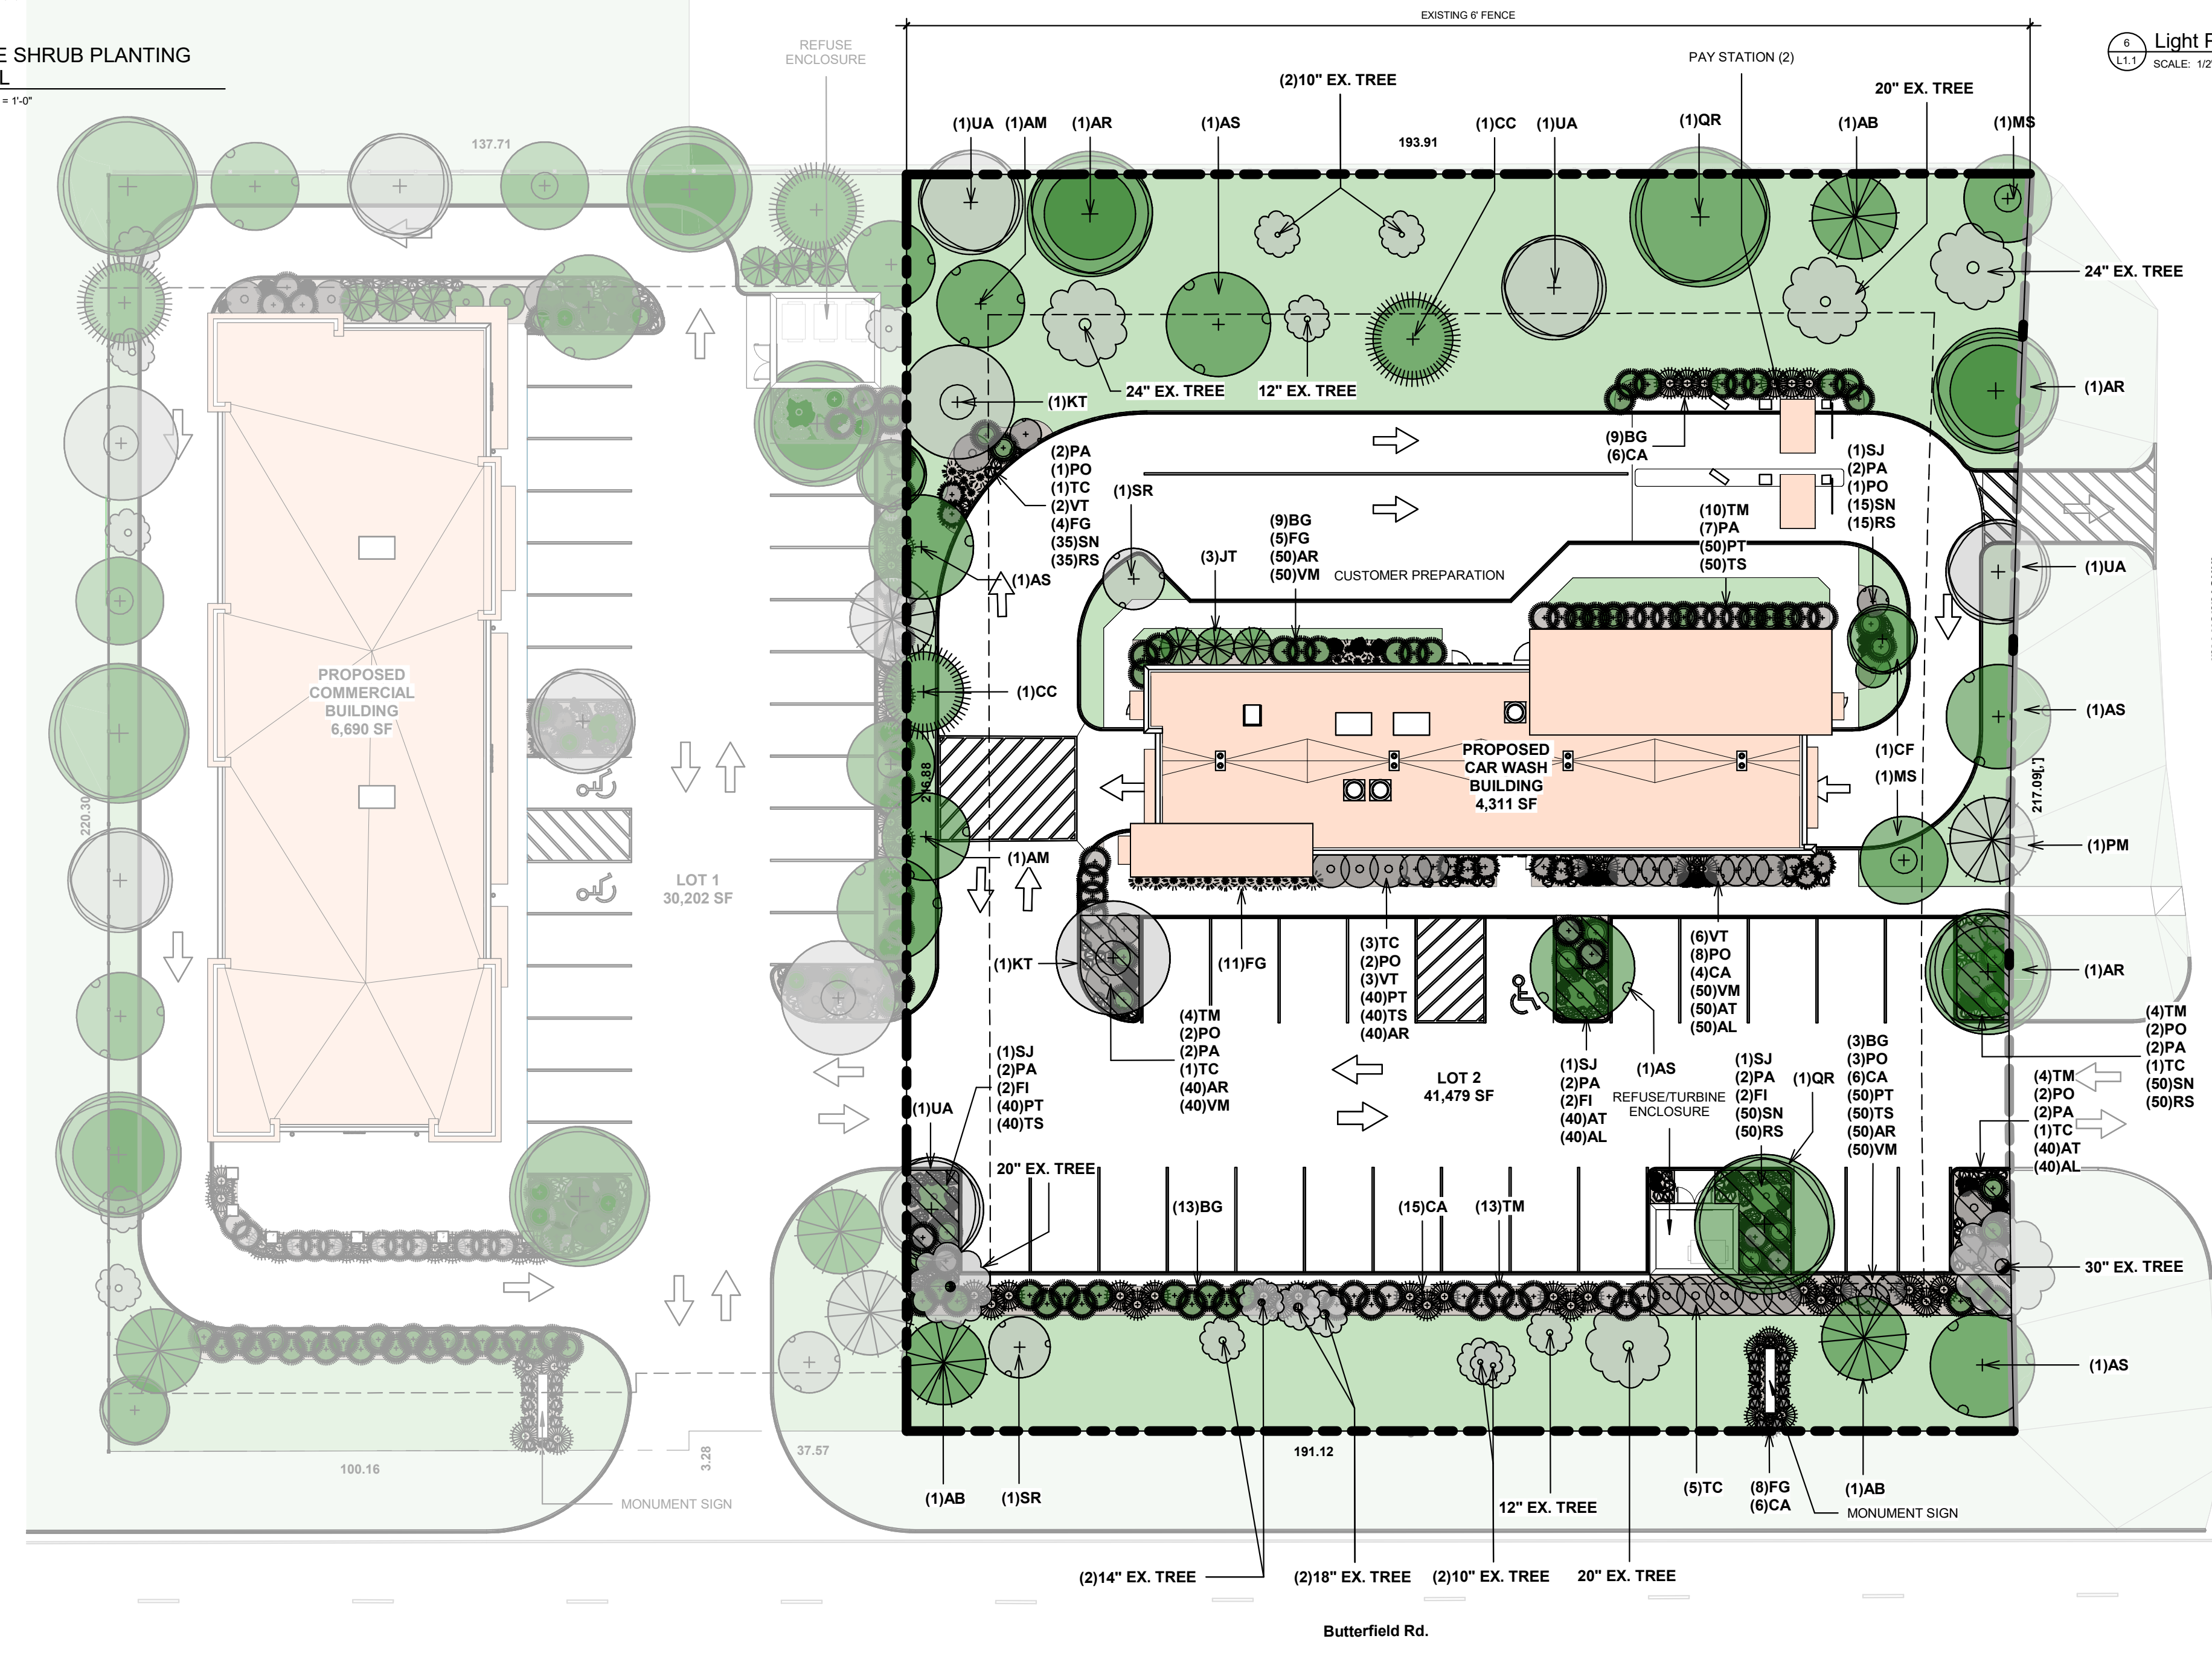 E SHRUB PLANTING
L
= 1'-0"
EXISTING 6' FENCE
6
L1.1
Light F
SCALE: 1/2"
REFUSE
ENCLOSURE
PAY STATION (2)
(2)10" EX. TREE
20" EX. TREE
(1)UA
(1)AM
(1)AR
(1)AS
(1)CC
(1)UA
(1)QR
(1)AB
(1)MS
137.71
193.91
24" EX. TREE
24" EX. TREE
12" EX. TREE
(1)AR
(1)KT
(9)BG
(6)CA
(2)PA
(1)PO
(1)TC
(2)VT
(4)FG
(35)SN
(35)RS
(1)SJ
(2)PA
(1)PO
(15)SN
(15)RS
(1)SR
(10)TM
(7)PA
(50)PT
(50)TS
(9)BG
(5)FG
(50)AR
(50)VM
(3)JT
CUSTOMER PREPARATION
(1)AS
(1)UA
PROPOSED
COMMERCIAL
BUILDING
6,690 SF
(1)CC
(1)AS
PROPOSED
CAR WASH
BUILDING
4,311 SF
(1)CF
(1)MS
216.88
217.09[,']
220.30
(1)AM
(1)PM
LOT 1
30,202 SF
(1)KT
(11)FG
(3)TC
(2)PO
(3)VT
(40)PT
(40)TS
(40)AR
(6)VT
(8)PO
(4)CA
(50)VM
(50)AT
(50)AL
(1)AR
(4)TM
(2)PO
(2)PA
(1)TC
(40)AR
(40)VM
(4)TM
(2)PO
(2)PA
(1)TC
(50)SN
(50)RS
(1)SJ
(2)PA
(2)FI
(40)PT
(40)TS
(1)SJ
(2)PA
(2)FI
(40)AT
(40)AL
(1)AS
LOT 2
41,479 SF
REFUSE/TURBINE
ENCLOSURE
(1)SJ
(2)PA
(2)FI
(50)SN
(50)RS
(1)QR
(3)BG
(3)PO
(6)CA
(50)PT
(50)TS
(50)AR
(50)VM
(4)TM
(2)PO
(2)PA
(1)TC
(40)AT
(40)AL
(1)UA
20" EX. TREE
(13)BG
(15)CA
(13)TM
30" EX. TREE
(1)AS
100.16
3.28
37.57
191.12
MONUMENT SIGN
(1)AB
(1)SR
12" EX. TREE
(5)TC
(8)FG
(6)CA
(1)AB
MONUMENT SIGN
(2)14" EX. TREE
(2)18" EX. TREE
(2)10" EX. TREE
20" EX. TREE
Butterfield Rd.